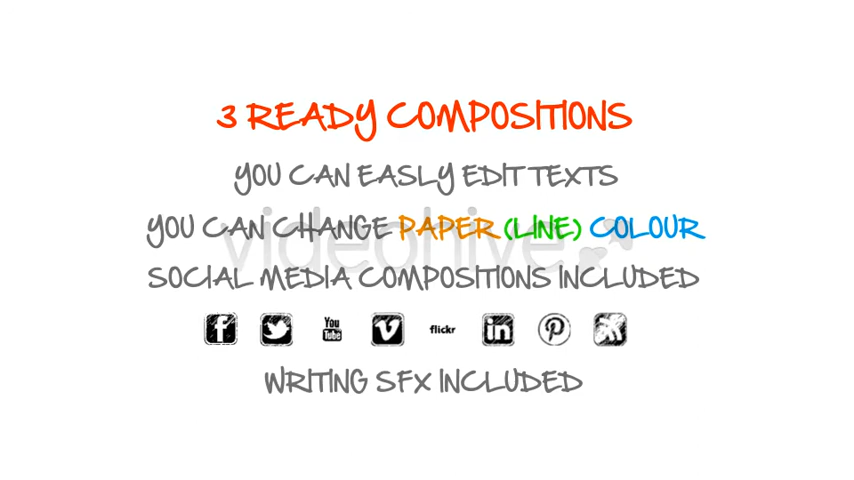 3 READY COMPOSITIONS
YOU CAN EASLY EDIT TEXTS
YOU CAN CHANGE PAPER (LINE) COLOUR
videohive
SOCIAL MEDIA COMPOSITIONS INCLUDED
f You Tube V flickr in P
WRITING SFX INCLUDED